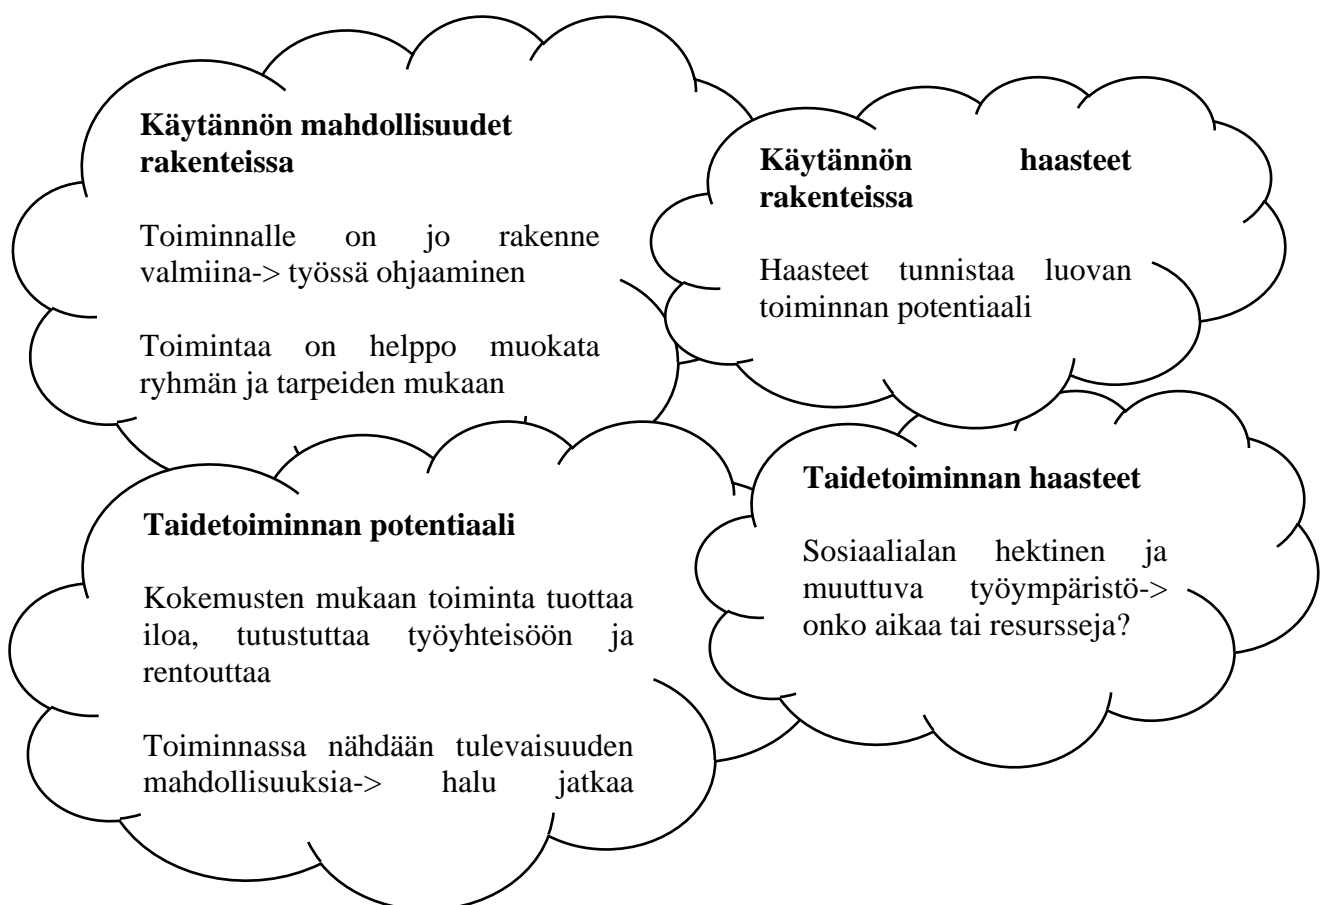 Käytännön mahdollisuudet
rakenteissa
Toiminnalle on jo rakenne
valmiina-> työssä ohjaaminen
Toimintaa on helppo muokata
ryhmän ja tarpeiden mukaan
Käytännön haasteet
rakenteissa
Haasteet tunnistaa luovan
toiminnan potentiaali
Taidetoiminnan potentiaali
Kokemusten mukaan toiminta tuottaa
iloa, tutustuttaa työyhteisöön ja
rentouttaa
Toiminnassa nähdään tulevaisuuden
mahdollisuuksia-> halu jatkaa
Taidetoiminnan haasteet
Sosiaalialan hektinen ja
muuttuva työympäristö->
onko aikaa tai resursseja?